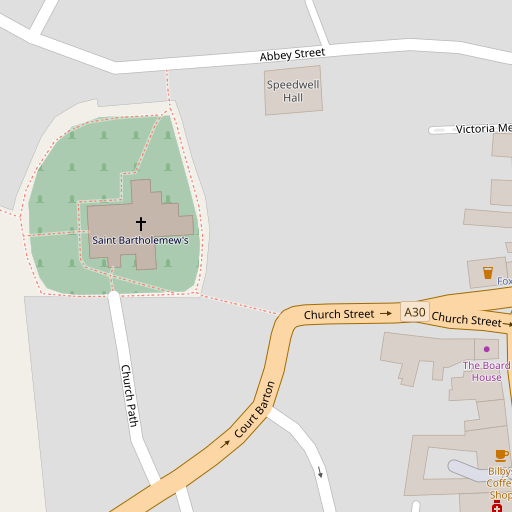 Abbey Street
Speedwell
Hall
Victoria Me
Saint Bartholemew's
Fox
Church Street
A30
Church Street
The Board
House
Church Path
Court Barton
Bilby
Coffe
Shop